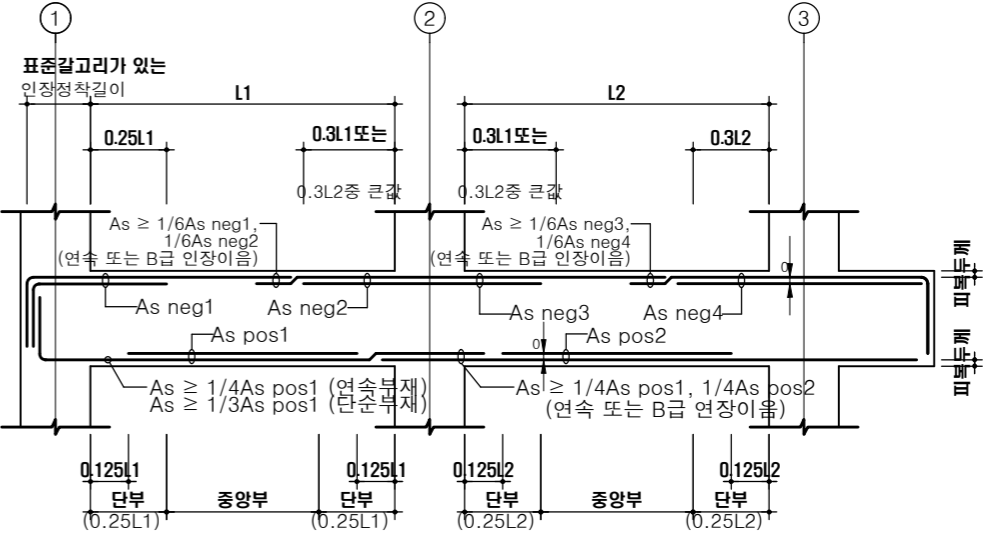 1 2 3
표준갈고리가 있는
인장정착길이
L1 L2
0.25L1 0.3L1또는 0.3L1또는 0.3L2
0.3L2중 큰값 0.3L2중 큰값
As ≥ 1/6As neg1,
1/6As neg2
(연속 또는 B급 인장이음)
As ≥ 1/6As neg3,
1/6As neg4
(연속 또는 B급 인장이음)
0
피복두께
As neg1 As neg2 As neg3 As neg4
As pos1 0 As pos2
피복두께
As ≥ 1/4As pos1 (연속부재)
As ≥ 1/3As pos1 (단순부재)
As ≥ 1/4As pos1, 1/4As pos2
(연속 또는 B급 연장이음)
0.125L1 0.125L1 0.125L2 0.125L2
단부 중앙부 단부 단부 중앙부 단부
(0.25L1) (0.25L1) (0.25L2) (0.25L2)